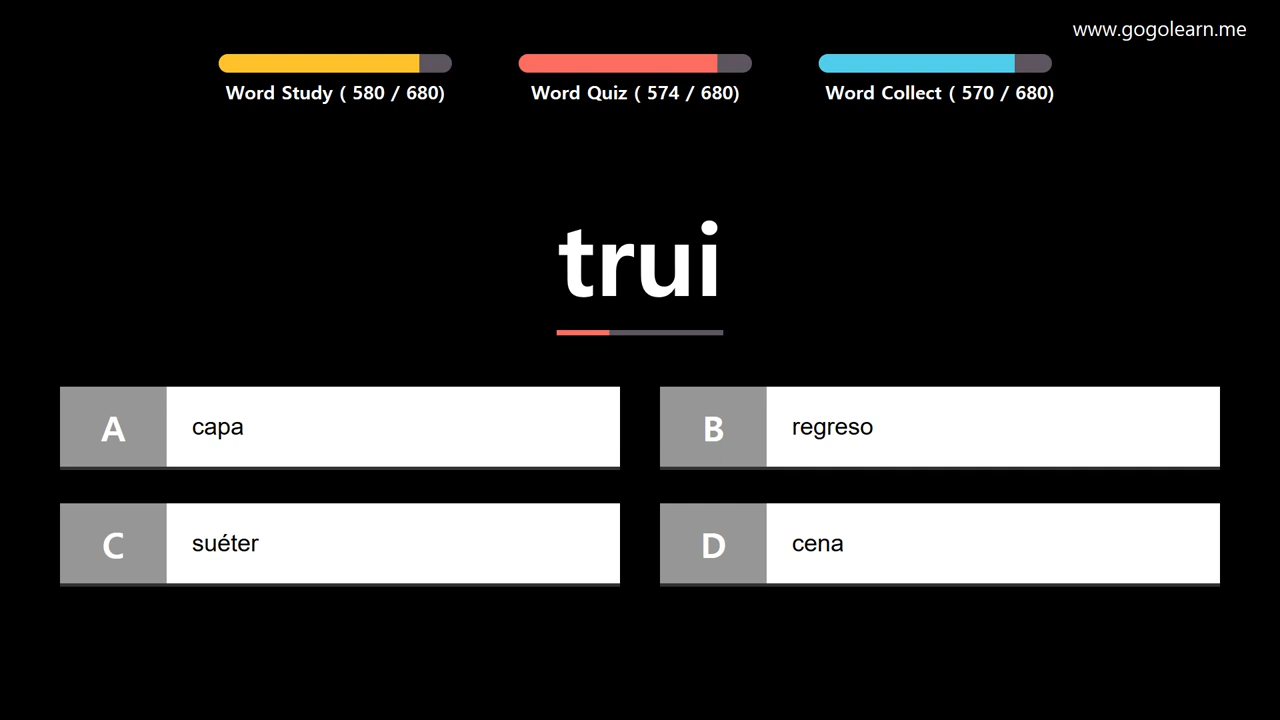 www.gogolearn.me
Word Study ( 580 / 680)
Word Quiz ( 574 / 680)
Word Collect ( 570 / 680)
trui
A capa
B regreso
C suéter
D cena